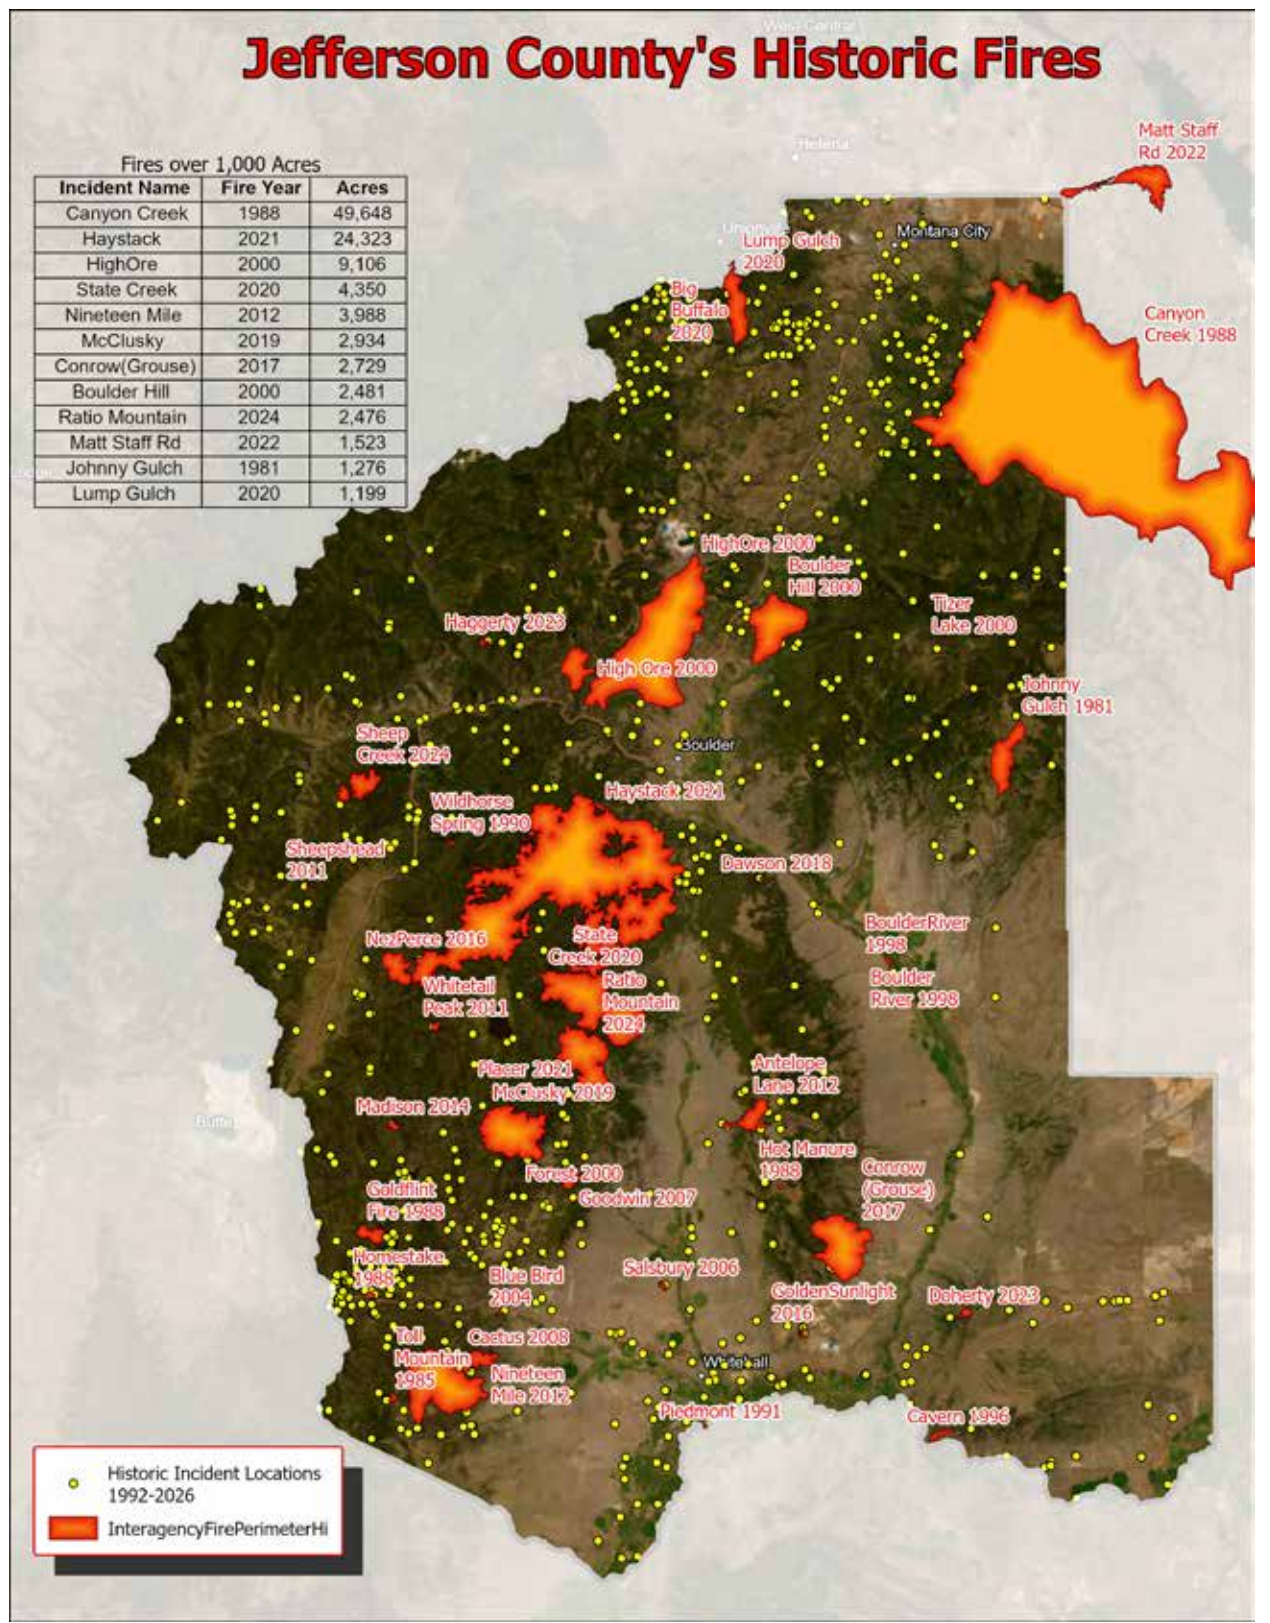 West Central
Jefferson County's Historic Fires
Matt Staff
Rd 2022
Helena
Fires over 1,000 Acres
Incident Name Fire Year Acres
Canyon Creek 1988 49,648
Haystack 2021 24,323
HighOre 2000 9,106
State Creek 2020 4,350
Nineteen Mile 2012 3,988
McClusky 2019 2,934
Conrow(Grouse) 2017 2,729
Boulder Hill 2000 2,481
Ratio Mountain 2024 2,476
Matt Staff Rd 2022 1,523
Johnny Gulch 1981 1,276
Lump Gulch 2020 1,199
Montana City
Lump Gulch
2020
Big
Buffalo
2020
Canyon
Creek 1988
HighOre 2000
Boulder
Hill 2000
Tizer
Lake 2000
Haggerty 2023
High Ore 2000
Johnny
Gulch 1981
Sheep
Creek 2024
Boulder
Haystack 2021
Wildhorse
Spring 1990
Sheepshead
2011
Dawson 2018
BoulderRiver
1998
NezPerce 2016
State
Creek 2020
Boulder
River 1998
Whitetail
Peak 2011
Ratio
Mountain
2024
Placer 2021
McClusky 2019
Antelope
Lane 2012
Madison 2014
Butte
Hot Manure
1988
Forest 2000
Goodwin 2007
Conrow
(Grouse)
2017
Goldflint
Fire 1988
Homestake
1988
Blue Bird
2004
Salsbury 2006
GoldenSunlight
2016
Doherty 2023
Toll
Mountain
1985
Cactus 2008
Nineteen
Mile 2012
Whitehall
Piedmont 1991
Cavern 1996
Historic Incident Locations
1992-2026
InteragencyFirePerimeterHi